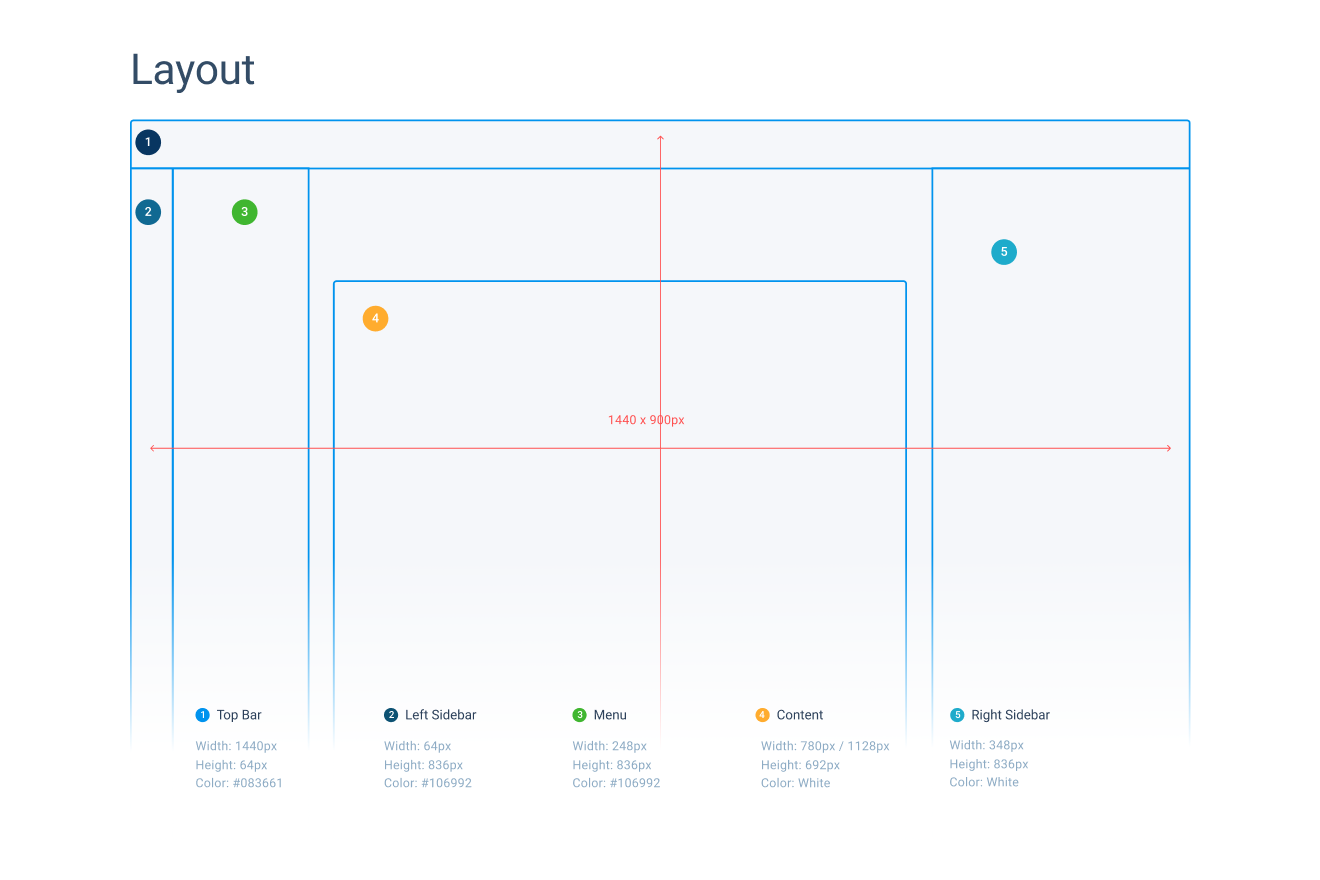 Layout
1
2
3
5
4
1440 x 900px
1 Top Bar
Width: 1440px
Height: 64px
Color: #083661
2 Left Sidebar
Width: 64px
Height: 836px
Color: #106992
3 Menu
Width: 248px
Height: 836px
Color: #106992
4 Content
Width: 780px / 1128px
Height: 692px
Color: White
5 Right Sidebar
Width: 348px
Height: 836px
Color: White